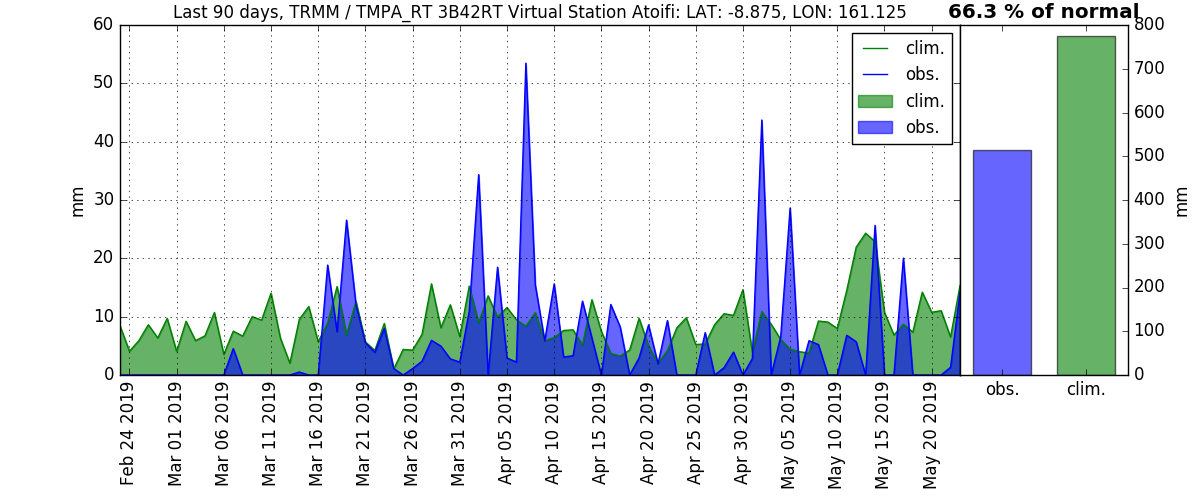 Last 90 days, TRMM / TMPA_RT 3B42RT Virtual Station Atoifi: LAT: -8.875, LON: 161.125
66.3 % of normal
60
50
40
30
20
10
0
mm
clim.
obs.
clim.
obs.
Feb 24 2019
Mar 01 2019
Mar 06 2019
Mar 11 2019
Mar 16 2019
Mar 21 2019
Mar 26 2019
Mar 31 2019
Apr 05 2019
Apr 10 2019
Apr 15 2019
Apr 20 2019
Apr 25 2019
Apr 30 2019
May 05 2019
May 10 2019
May 15 2019
May 20 2019
800
700
600
500
400
300
200
100
0
mm
obs.
clim.